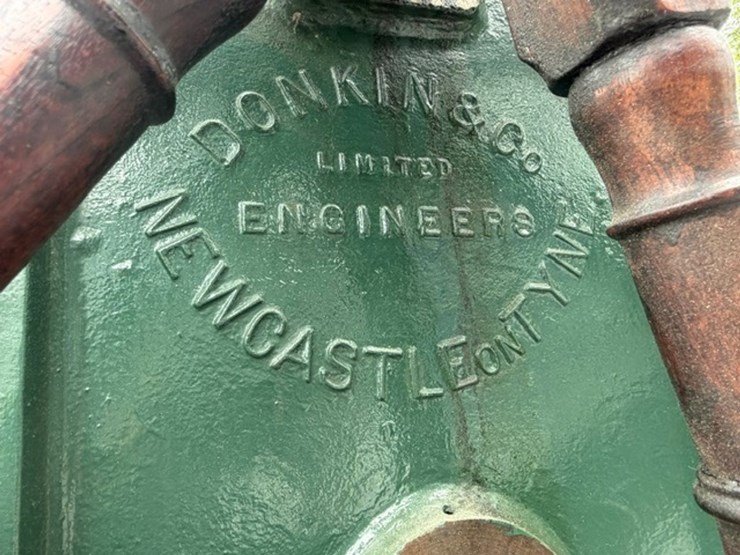 DONKIN & Co
LIMITED
ENGINEERS
NEWCASTLE ON TYNE